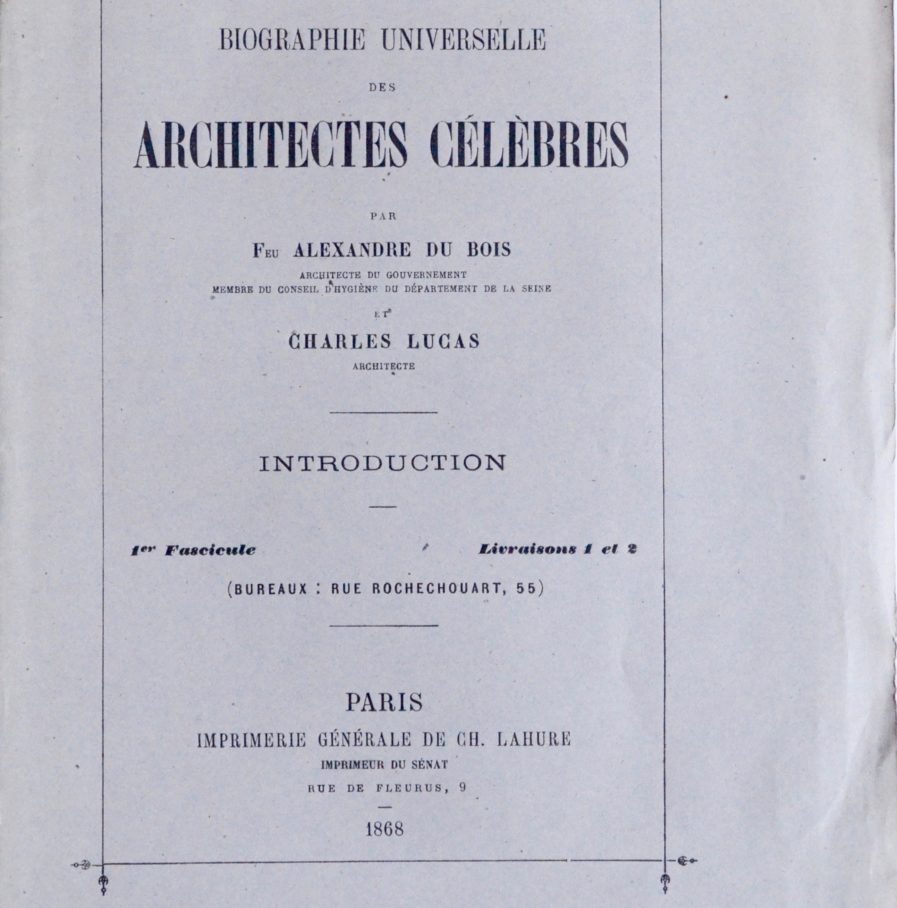 BIOGRAPHIE UNIVERSELLE
DES
ARCHITECTES CÉLÈBRES
PAR
FEU ALEXANDRE DU BOIS
ARCHITECTE DU GOUVERNEMENT
MEMBRE DU CONSEIL D'HYGIÈNE DU DÉPARTEMENT DE LA SEINE
ET
CHARLES LUCAS
ARCHITECTE
INTRODUCTION
1er Fascicule Livraisons 1 et 2
(BUREAUX : RUE ROCHECHOUART, 55)
PARIS
IMPRIMERIE GÉNÉRALE DE CH. LAHURE
IMPRIMEUR DU SÉNAT
RUE DE FLEURUS, 9
1868